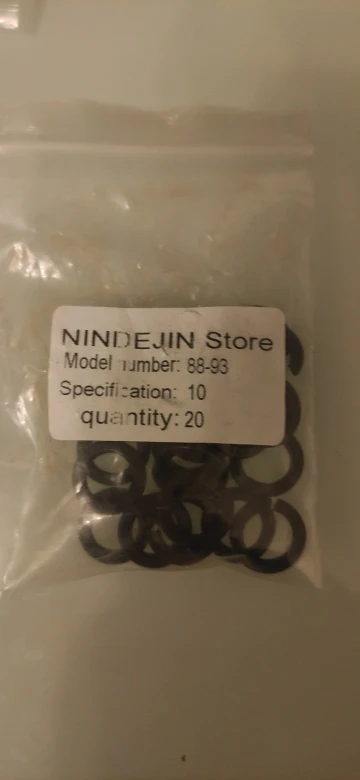 NINDEJIN Store
Model number: 88-93
Specification: 10
quantity: 20